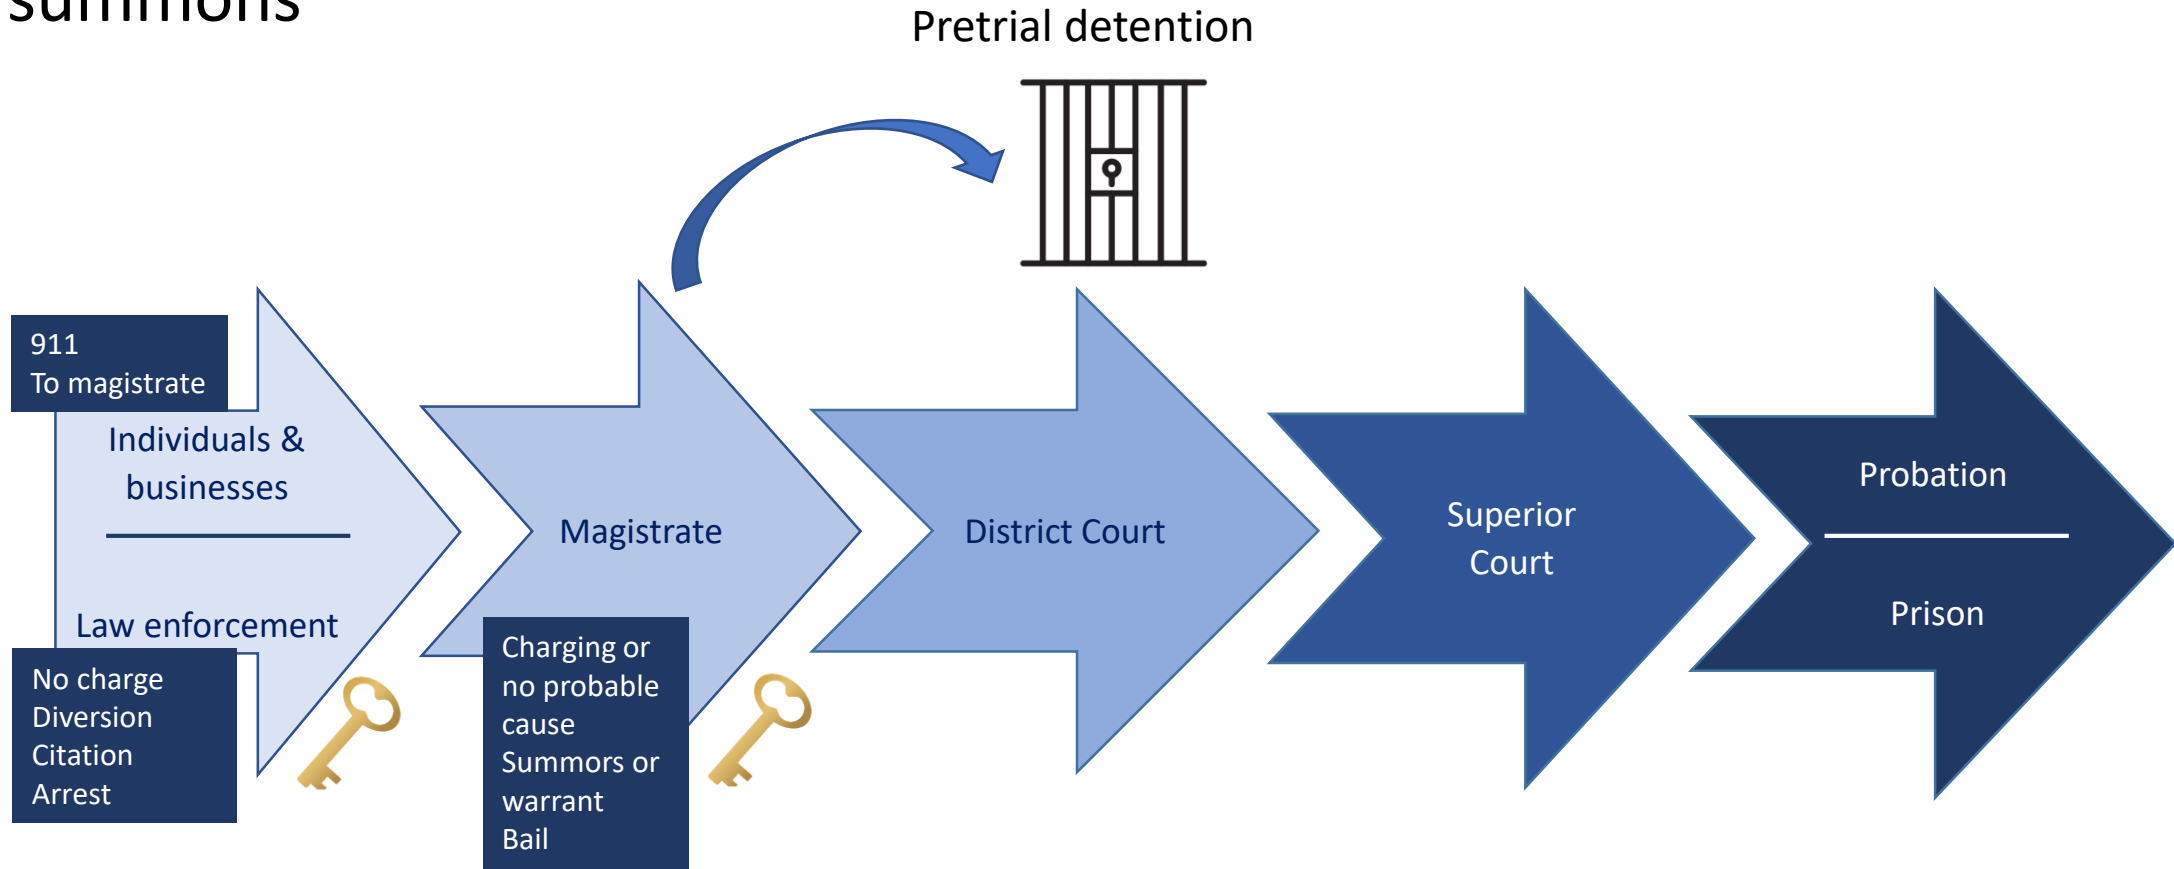 summons
Pretrial detention
911
To magistrate
Individuals &
businesses
Law enforcement
No charge
Diversion
Citation
Arrest
Magistrate
Charging or
no probable
cause
Summors or
warrant
Bail
District Court
Superior
Court
Probation
Prison